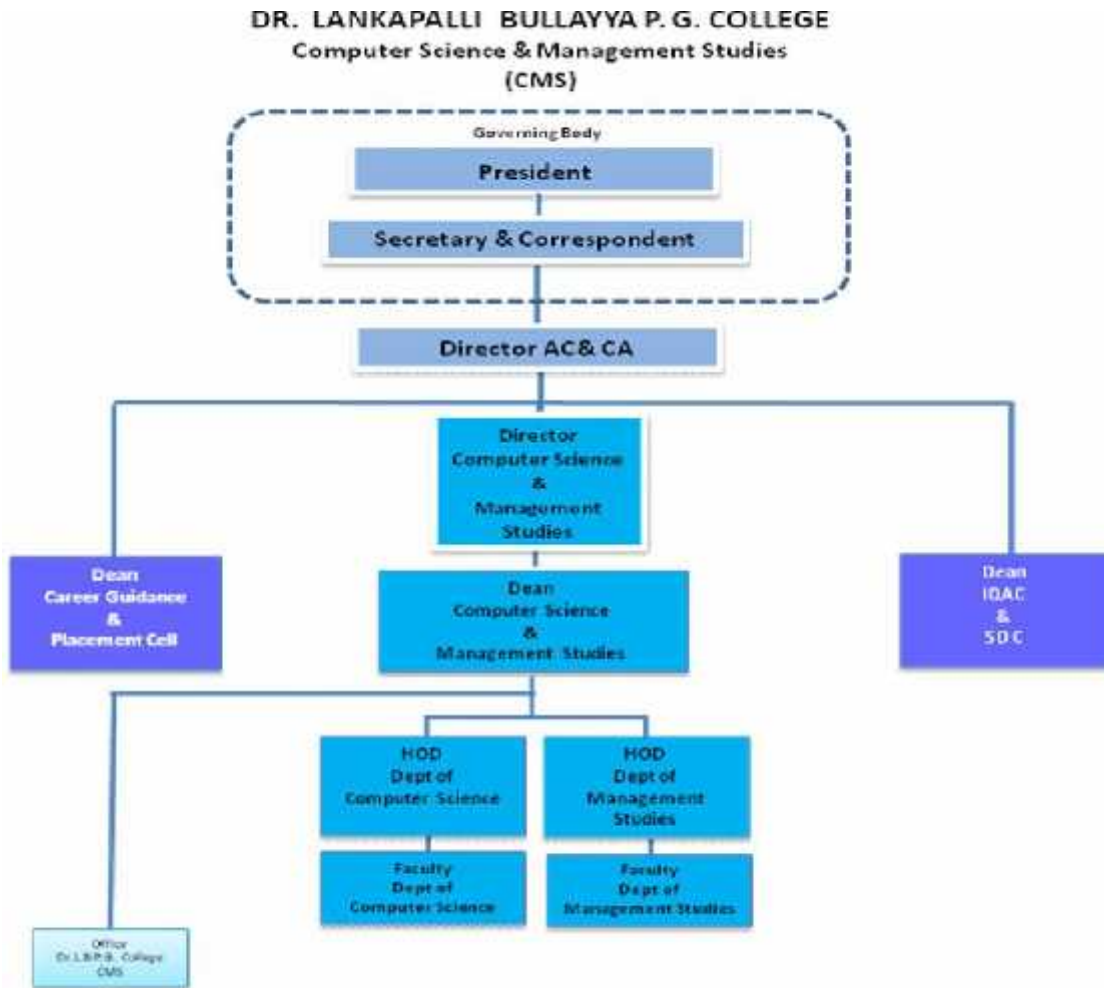 DR. LANKAPALLI BULLAYYA P. G. COLLEGE
Computer Science & Management Studies
(CMS)
Governing Body
President
Secretary & Correspondent
Director AC& CA
Director
Computer Science
&
Management
Studies
Dean
Career Guidance
&
Placement Cell
Dean
Computer Science
&
Management Studies
Dean
IQAC
&
SDC
HOD
Dept of
Computer Science
HOD
Dept of
Management
Studies
Faculty
Dept of
Computer Science
Faculty
Dept of
Management Studies
Office
Dr.L.B.P.G. College
CMS